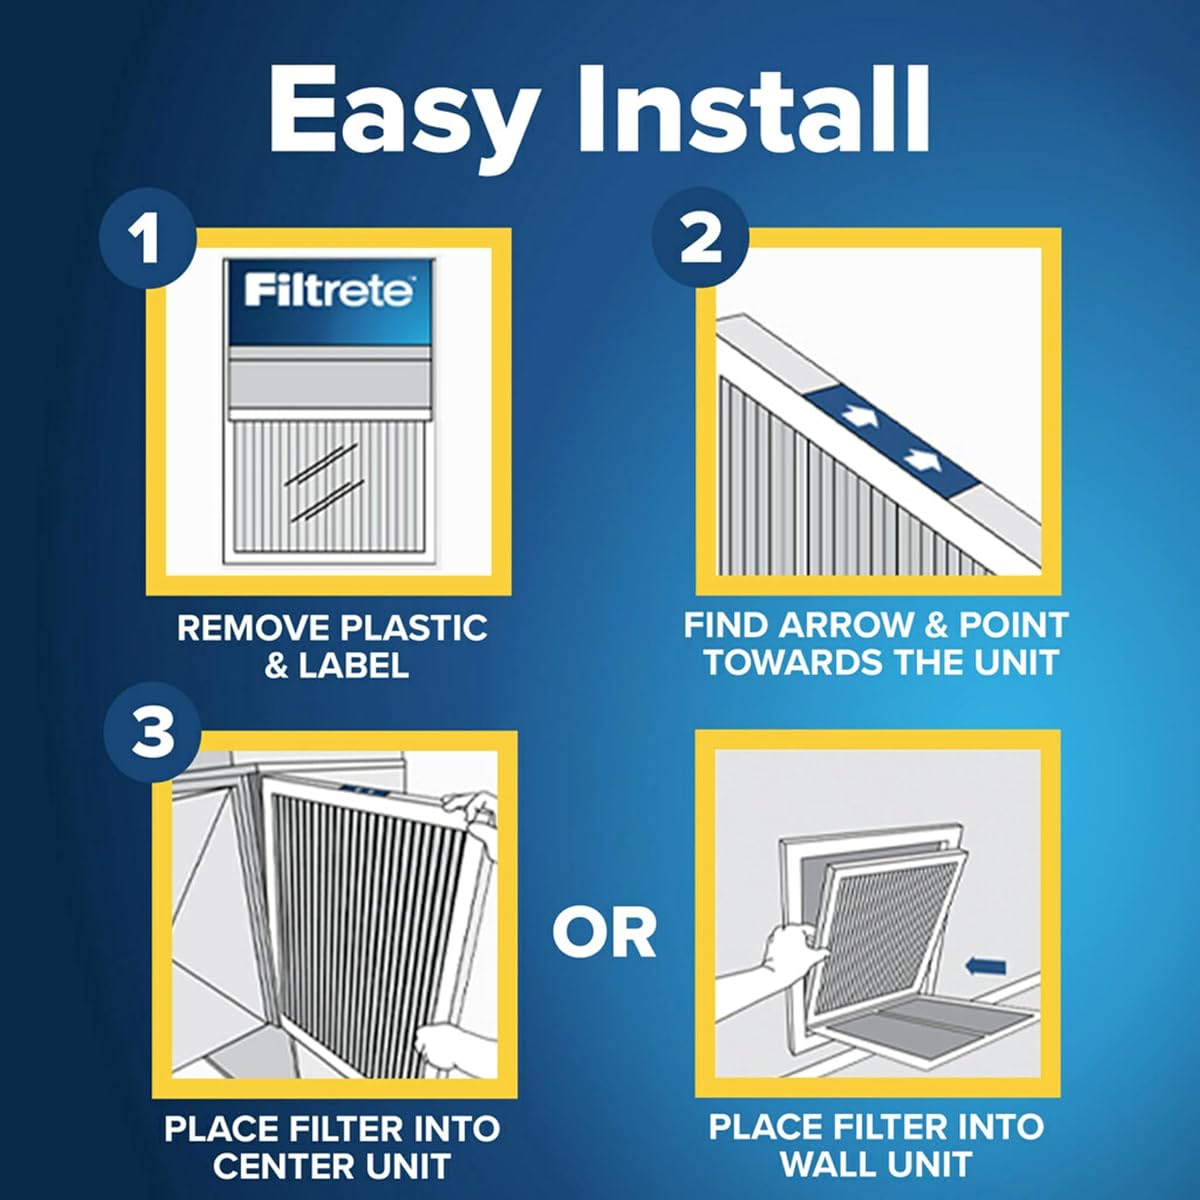 Easy Install
1
Filtrete™
REMOVE PLASTIC
& LABEL
2
FIND ARROW & POINT
TOWARDS THE UNIT
3
PLACE FILTER INTO
CENTER UNIT
OR
PLACE FILTER INTO
WALL UNIT